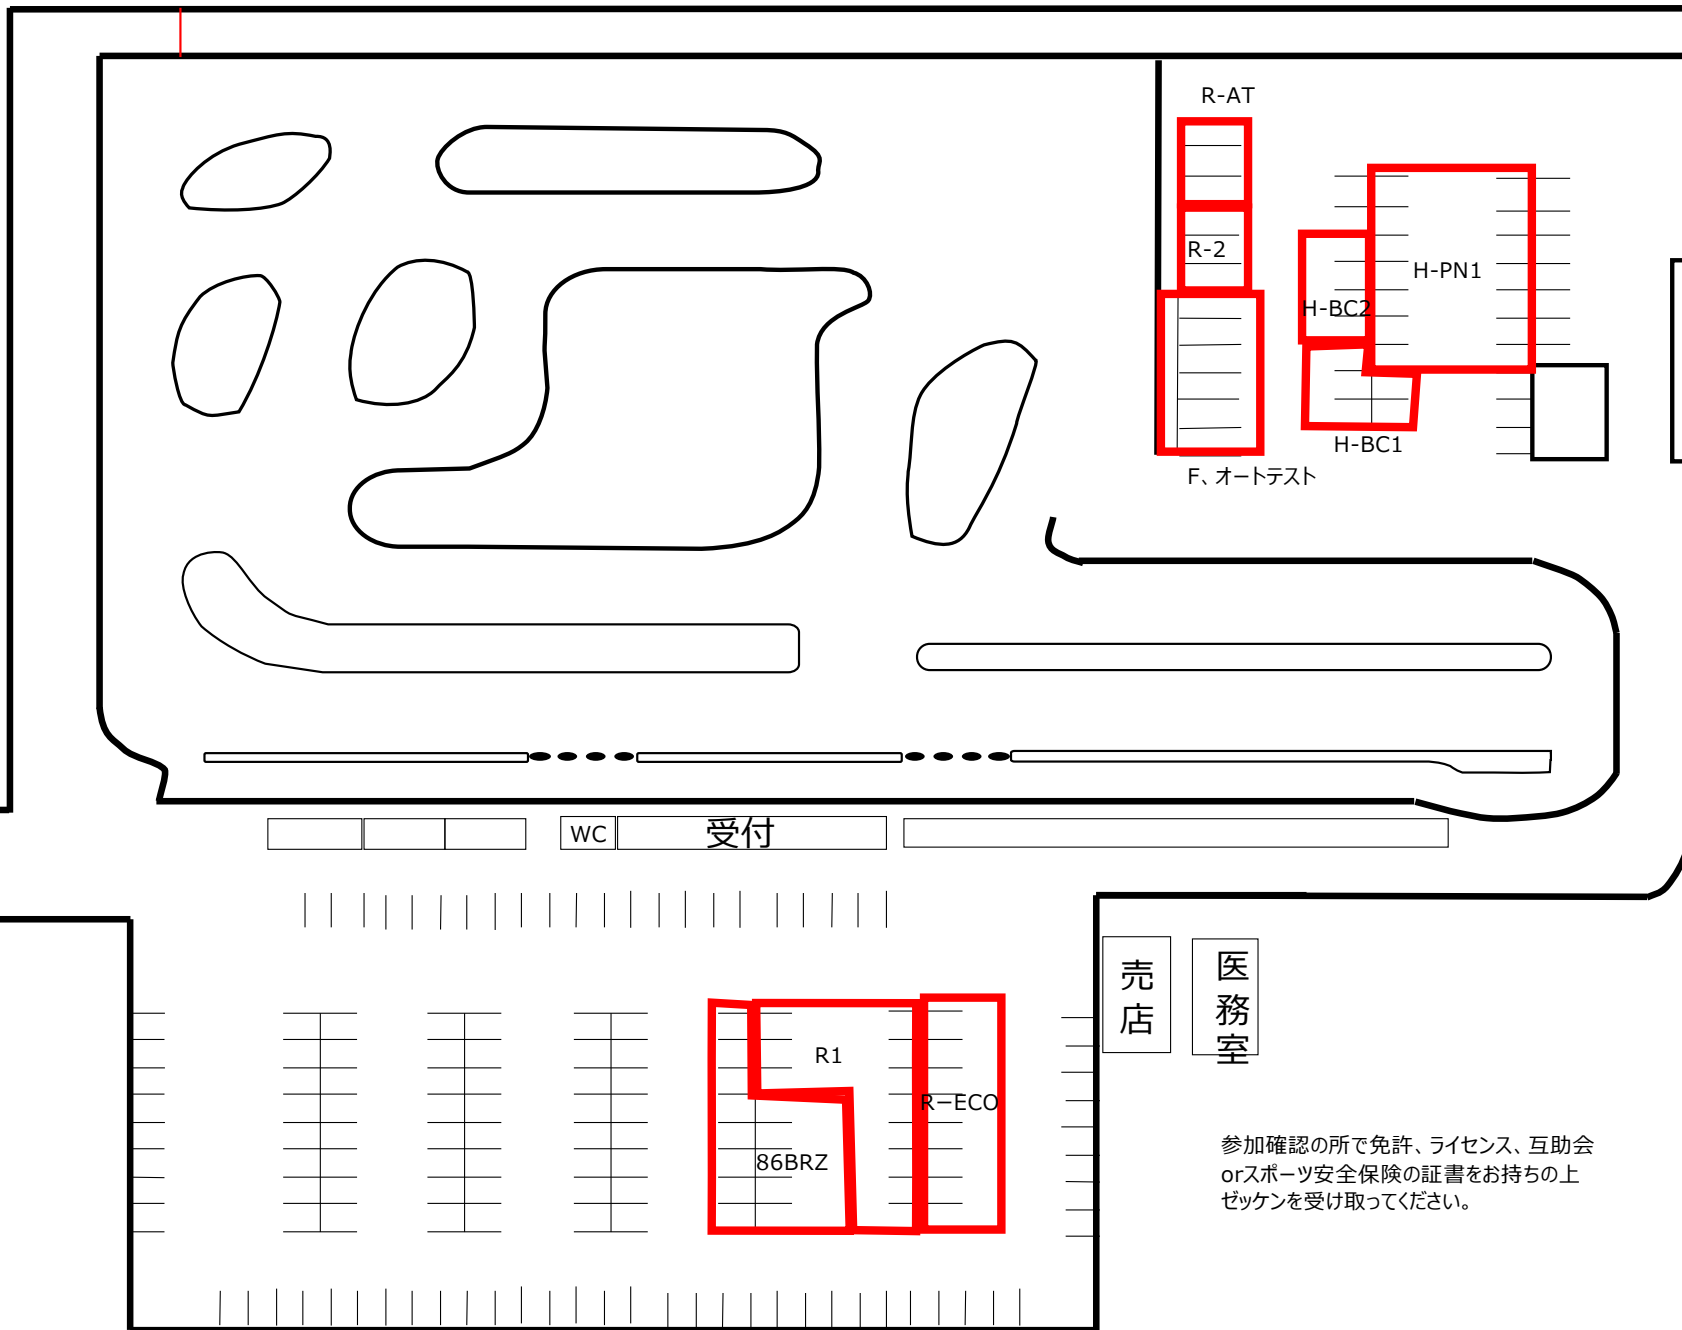 R-AT
R-2
H-PN1
H-BC2
H-BC1
F、オートテスト
WC
受付
売店
医務室
R1
R−ECO
86BRZ
参加確認の所で免許、ライセンス、互助会
orスポーツ安全保険の証書をお持ちの上
ゼッケンを受け取ってください。